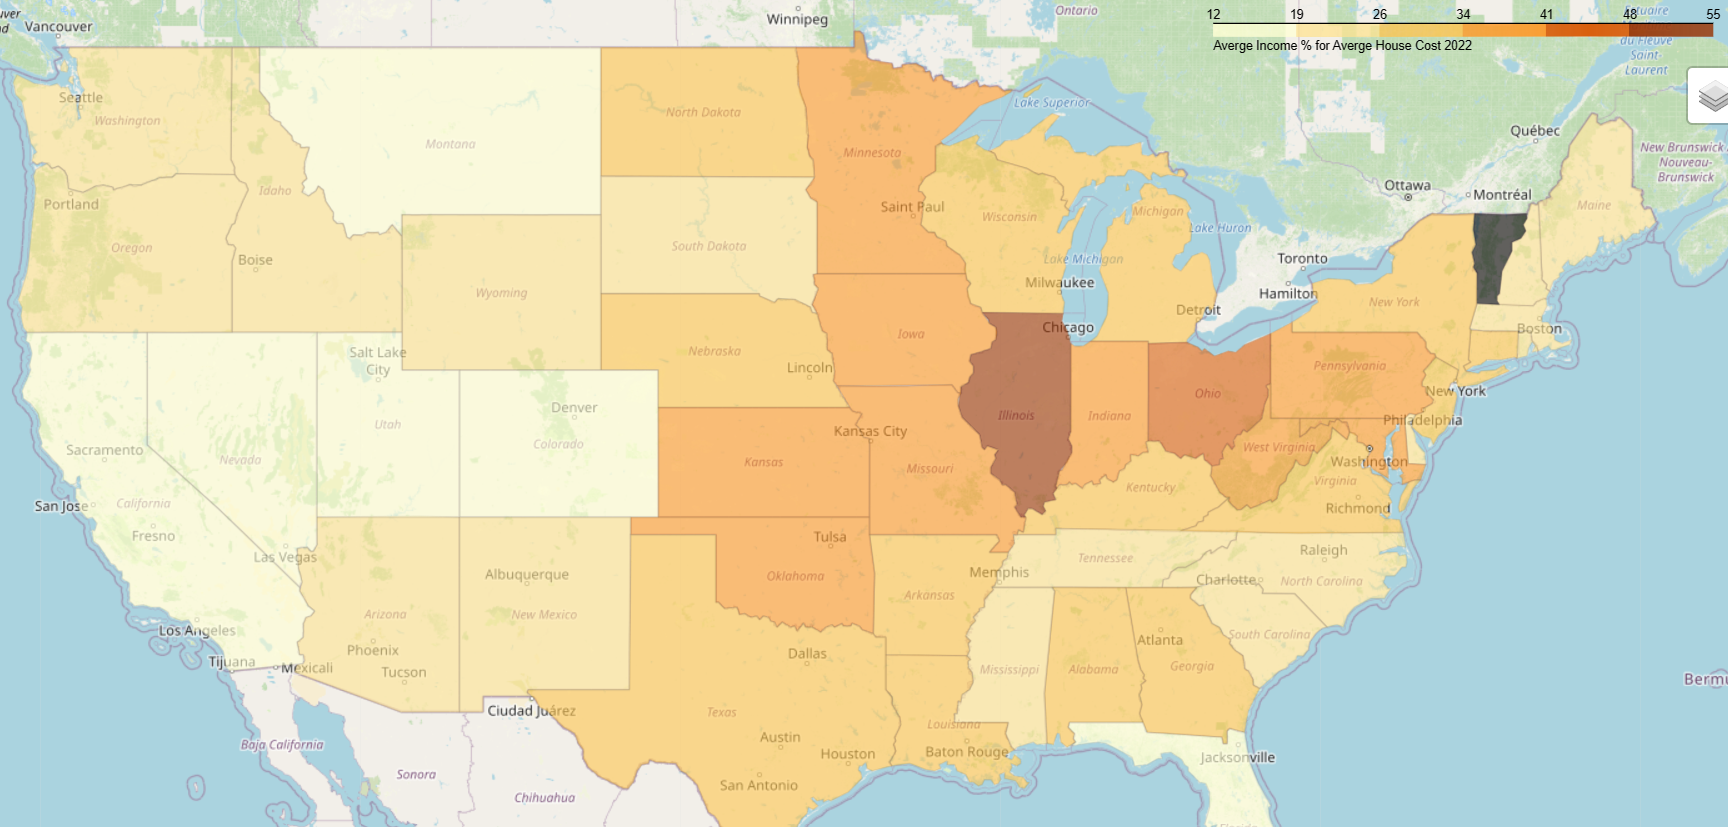 12 19 26 34 41 48 55
Averge Income % for Averge House Cost 2022
Vancouver
Winnipeg
Ontario
du Fleuve
Saint-
Laurent
Seattle
Washington
North Dakota
Lake Superior
Québec
Montana
Minnesota
New Brunswick
Nouveau-
Brunswick
Idaho
Portland
Saint Paul
Ottawa
Montréal
Maine
Wisconsin
Michigan
Lake Huron
Oregon
South Dakota
Boise
Lake Michigan
Toronto
Milwaukee
Hamilton
Wyoming
Detroit
New York
Chicago
Boston
Iowa
Salt Lake
City
Nebraska
Lincoln
Pennsylvania
New York
Denver
Ohio
Illinois
Indiana
Philadelphia
Utah
Kansas City
Sacramento
Colorado
West Virginia
Nevada
Kansas
Missouri
Washington
Virginia
Kentucky
San Jose
California
Richmond
Fresno
Tulsa
Las Vegas
Raleigh
Tennessee
Albuquerque
Memphis
Oklahoma
Charlotte
North Carolina
Arkansas
Arizona
New Mexico
Los Angeles
South Carolina
Atlanta
Phoenix
Dallas
Tijuana
Mexicali
Tucson
Mississippi
Alabama
Georgia
Ciudad Juárez
Texas
Louisiana
Austin
Baja California
Houston
Baton Rouge
Jacksonville
Sonora
San Antonio
Chihuahua